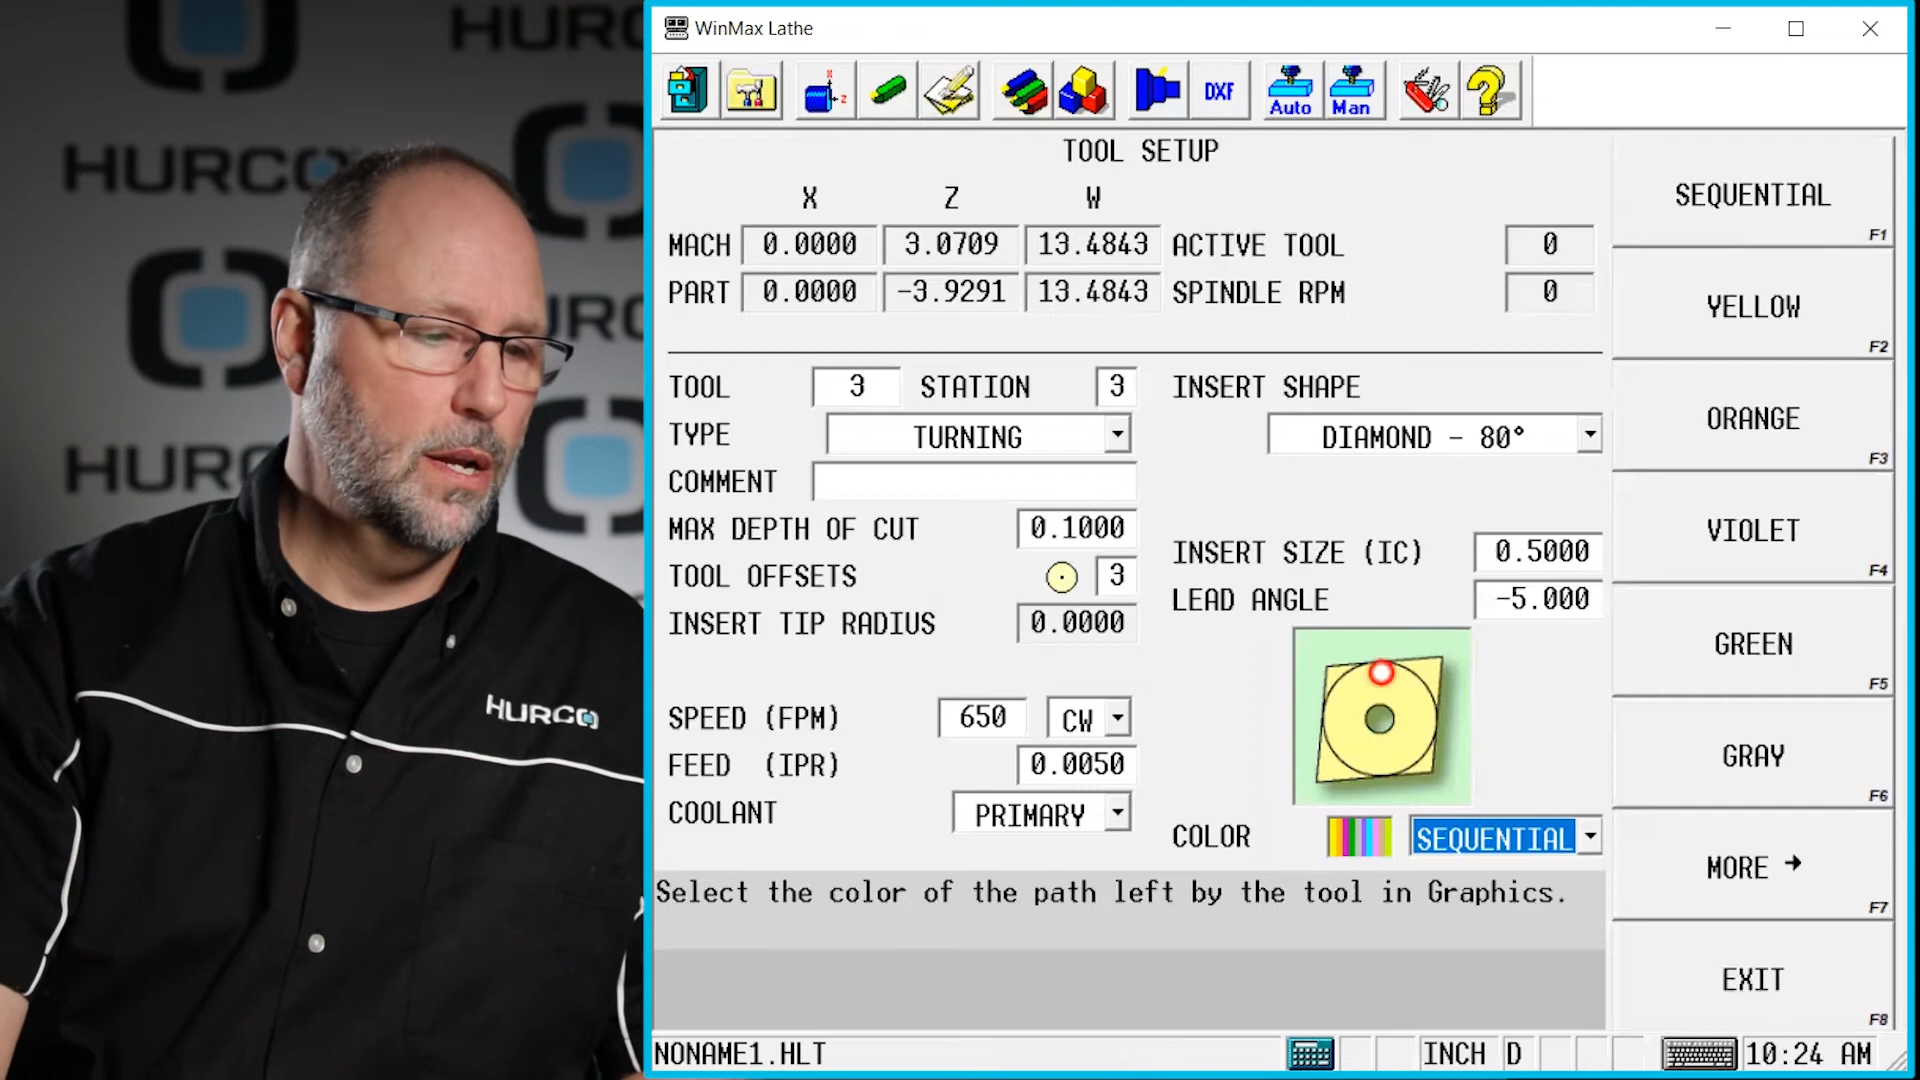 HURCO
HURCO
HURCO
WinMax Lathe
DXF
Auto
Man
TOOL SETUP
X Z W
MACH 0.0000 3.0709 13.4843 ACTIVE TOOL 0
PART 0.0000 -3.9291 13.4843 SPINDLE RPM 0
TOOL 3 STATION 3 INSERT SHAPE
TYPE TURNING DIAMOND - 80°
COMMENT
MAX DEPTH OF CUT 0.1000
INSERT SIZE (IC) 0.5000
TOOL OFFSETS 3
LEAD ANGLE -5.000
INSERT TIP RADIUS 0.0000
SPEED (FPM) 650 CW
FEED (IPR) 0.0050
COOLANT PRIMARY
COLOR SEQUENTIAL
Select the color of the path left by the tool in Graphics.
SEQUENTIAL F1
YELLOW F2
ORANGE F3
VIOLET F4
GREEN F5
GRAY F6
MORE → F7
EXIT F8
NONAME1.HLT INCH D 10:24 AM